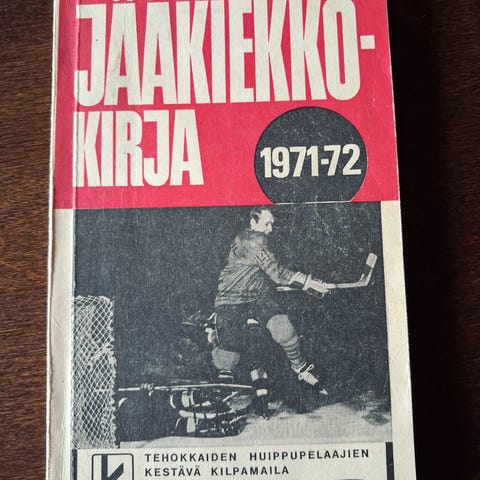 JÄÄKIEKKO-
KIRJA
1971-72
TEHOKKAIDEN HUIPPUPELAAJIEN
KESTÄVÄ KILPAMAILA